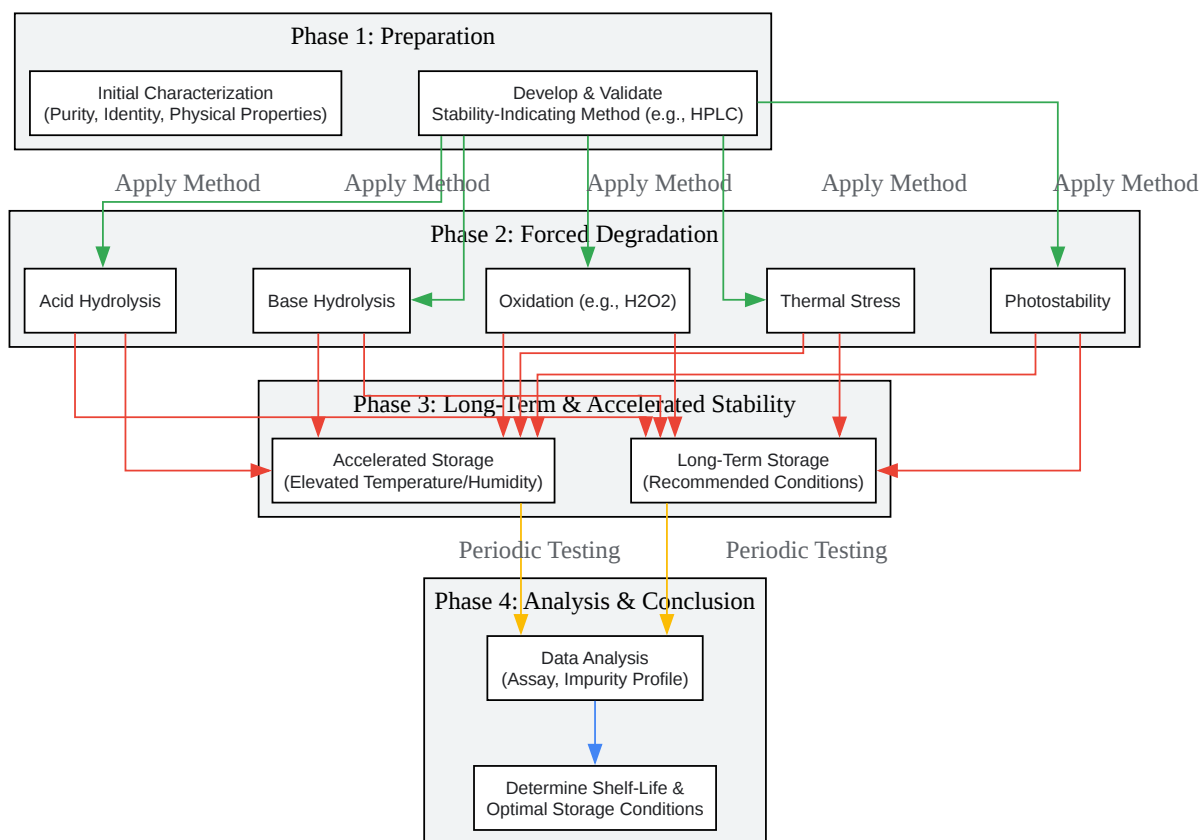 Phase 1: Preparation
Initial Characterization
(Purity, Identity, Physical Properties)
Develop & Validate
Stability-Indicating Method (e.g., HPLC)
Apply Method
Apply Method
Apply Method
Apply Method
Apply Method
Phase 2: Forced Degradation
Acid Hydrolysis
Base Hydrolysis
Oxidation (e.g., H2O2)
Thermal Stress
Photostability
Phase 3: Long-Term & Accelerated Stability
Accelerated Storage
(Elevated Temperature/Humidity)
Long-Term Storage
(Recommended Conditions)
Periodic Testing
Periodic Testing
Phase 4: Analysis & Conclusion
Data Analysis
(Assay, Impurity Profile)
Determine Shelf-Life &
Optimal Storage Conditions